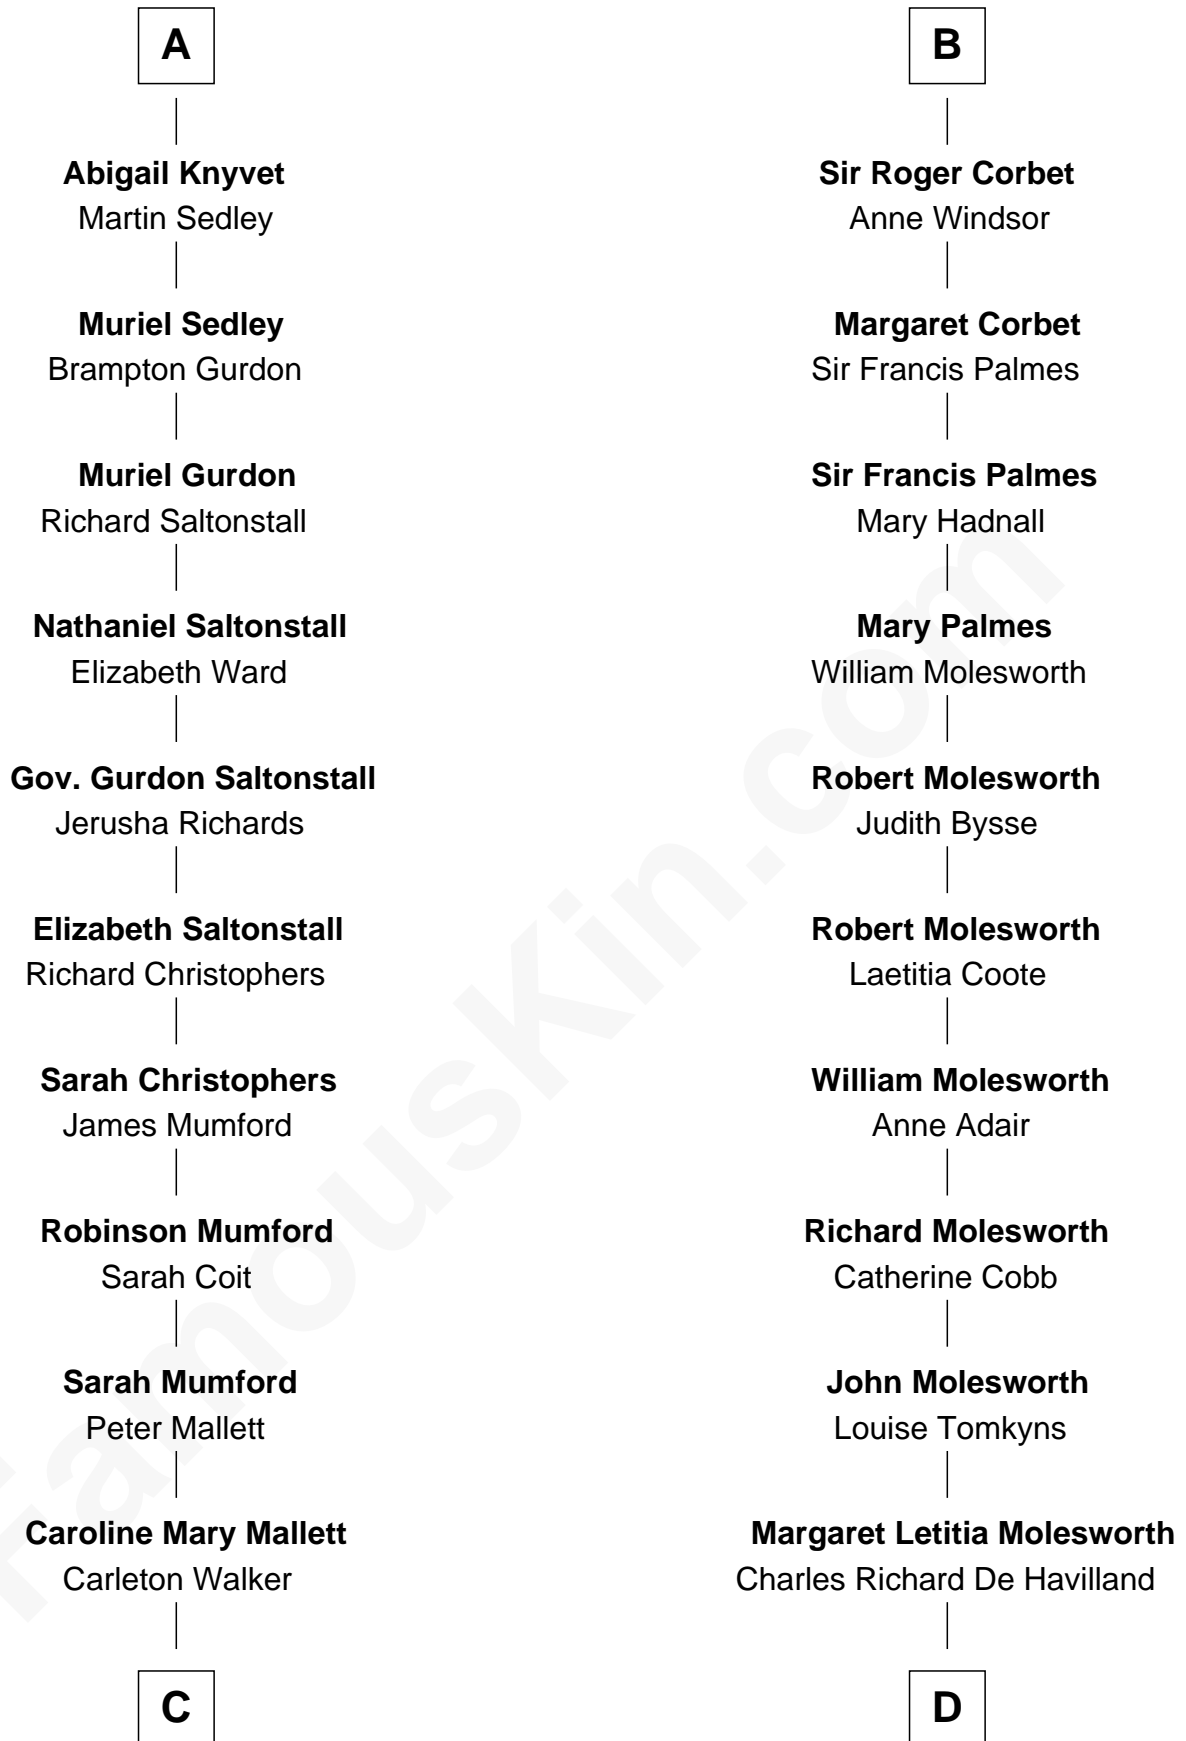 A
Abigail Knyvet
Martin Sedley
Muriel Sedley
Brampton Gurdon
Muriel Gurdon
Richard Saltonstall
Nathaniel Saltonstall
Elizabeth Ward
Gov. Gurdon Saltonstall
Jerusha Richards
Elizabeth Saltonstall
Richard Christophers
Sarah Christophers
James Mumford
Robinson Mumford
Sarah Coit
Sarah Mumford
Peter Mallett
Caroline Mary Mallett
Carleton Walker
C
B
Sir Roger Corbet
Anne Windsor
Margaret Corbet
Sir Francis Palmes
Sir Francis Palmes
Mary Hadnall
Mary Palmes
William Molesworth
Robert Molesworth
Judith Bysse
Robert Molesworth
Laetitia Coote
William Molesworth
Anne Adair
Richard Molesworth
Catherine Cobb
John Molesworth
Louise Tomkyns
Margaret Letitia Molesworth
Charles Richard De Havilland
D
FamousKin.com